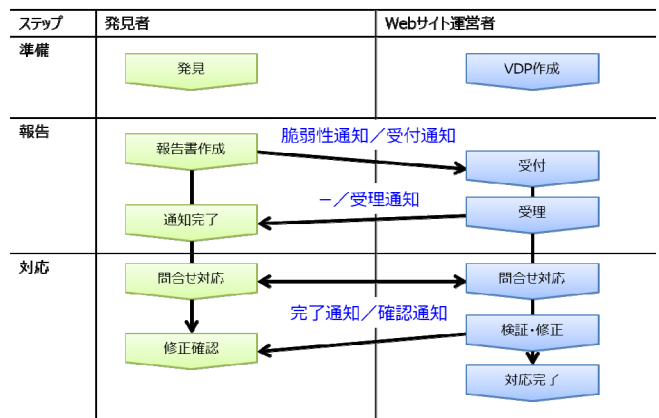 ステップ 発見者 Webサイト運営者
準備
発見 VDP作成
報告
脆弱性通知／受付通知
報告書作成
受付
－／受理通知
通知完了 受理
対応
問合せ対応 問合せ対応
完了通知／確認通知
検証・修正
修正確認
対応完了